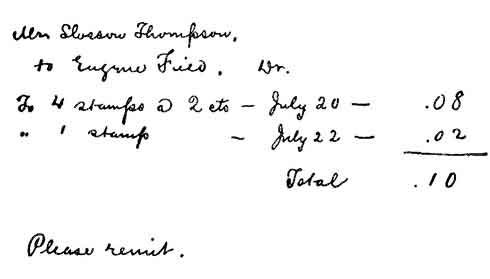 Mrs Slosson Thompson,
to Eugene Field, Dr.
To 4 stamps @ 2 cts — July 20 — .08
" 1 stamp — July 22 — .02
Total .10
Please remit.